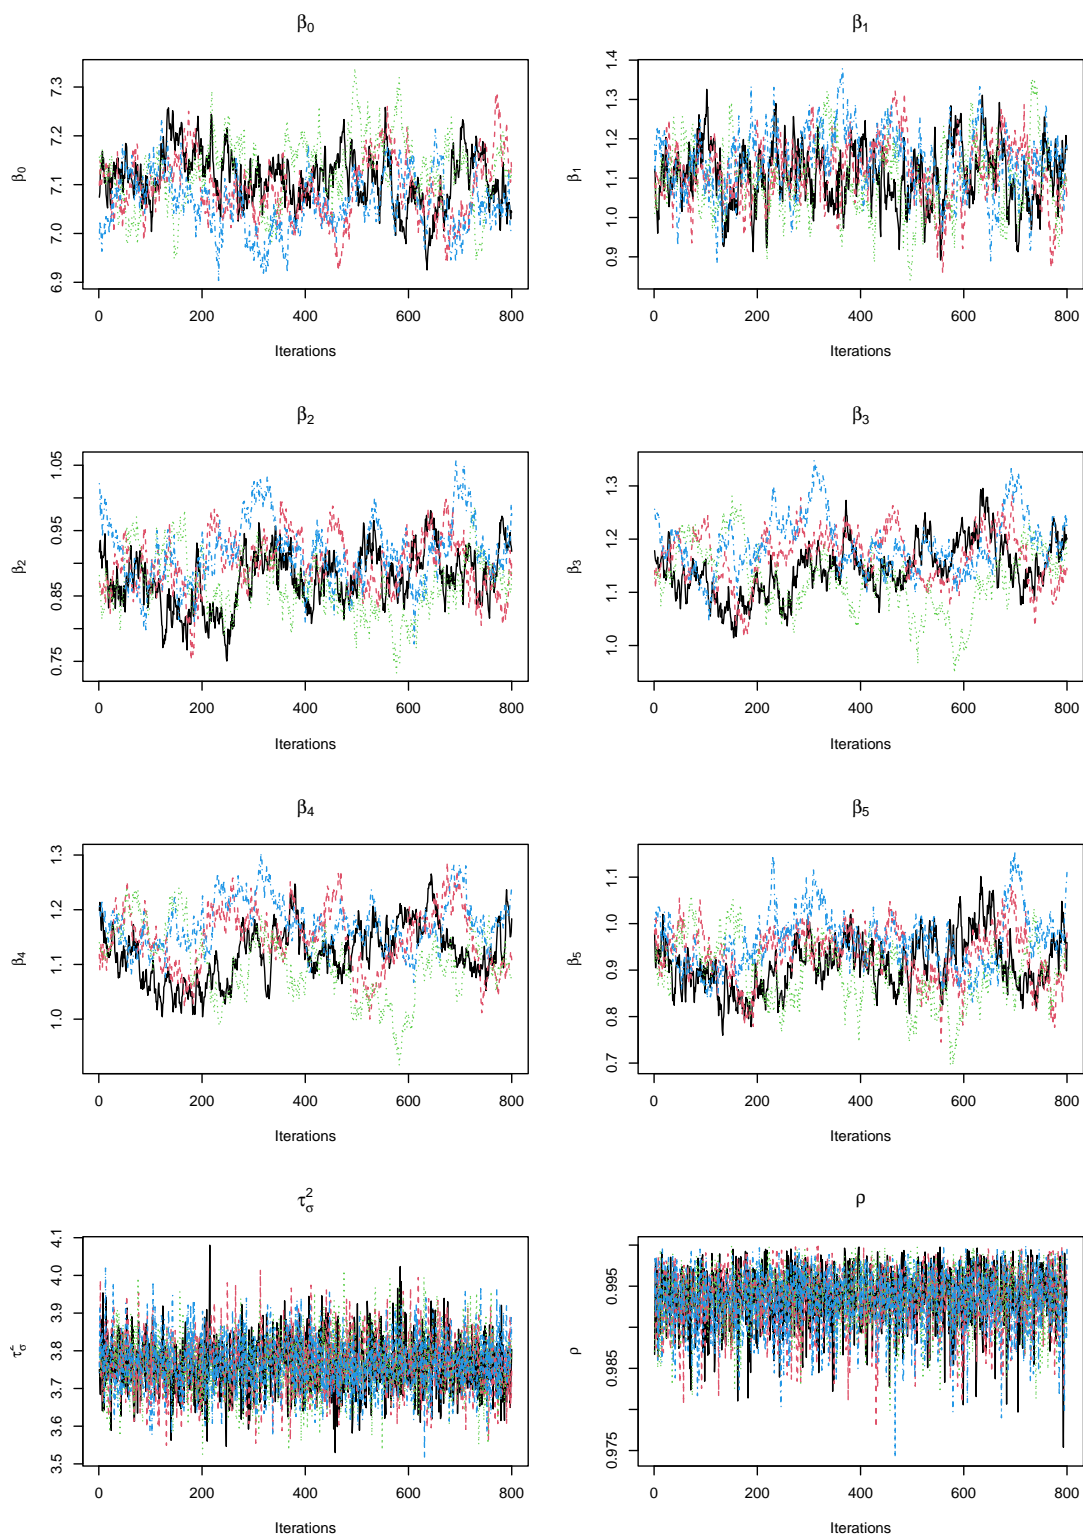 β0
β0
6.9 7.0 7.1 7.2 7.3
0 200 400 600 800
Iterations
β1
β1
0.9 1.0 1.1 1.2 1.3 1.4
0 200 400 600 800
Iterations
β2
β2
0.75 0.85 0.95 1.05
0 200 400 600 800
Iterations
β3
β3
1.0 1.1 1.2 1.3
0 200 400 600 800
Iterations
β4
β4
1.0 1.1 1.2 1.3
0 200 400 600 800
Iterations
β5
β5
0.7 0.8 0.9 1.0 1.1
0 200 400 600 800
Iterations
τσ2
τσ2
3.5 3.6 3.7 3.8 3.9 4.0 4.1
0 200 400 600 800
Iterations
ρ
ρ
0.975 0.985 0.995
0 200 400 600 800
Iterations